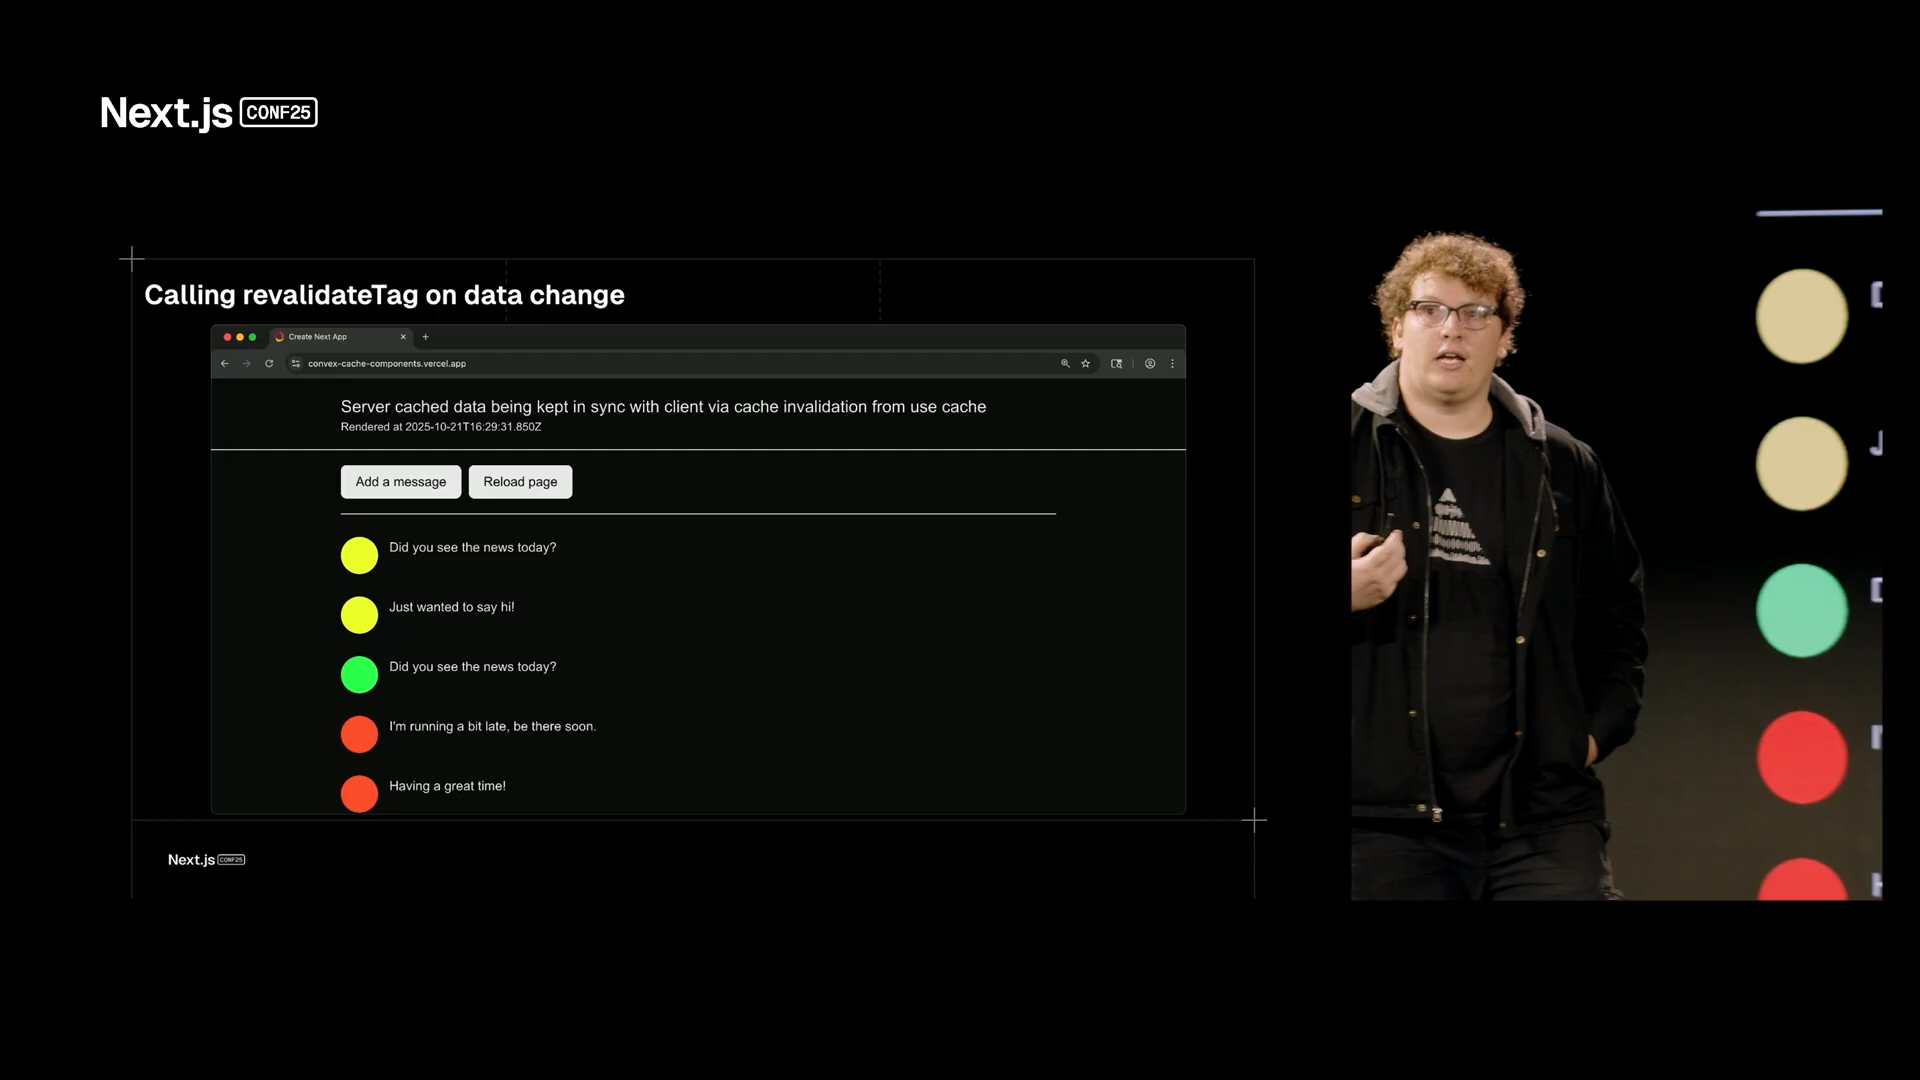 Next.js CONF25
Calling revalidateTag on data change
Create Next App
convex-cache-components.vercel.app
Server cached data being kept in sync with client via cache invalidation from use cache
Rendered at 2025-10-21T16:29:31.850Z
Add a message
Reload page
Did you see the news today?
Just wanted to say hi!
Did you see the news today?
I'm running a bit late, be there soon.
Having a great time!
Next.js CONF25